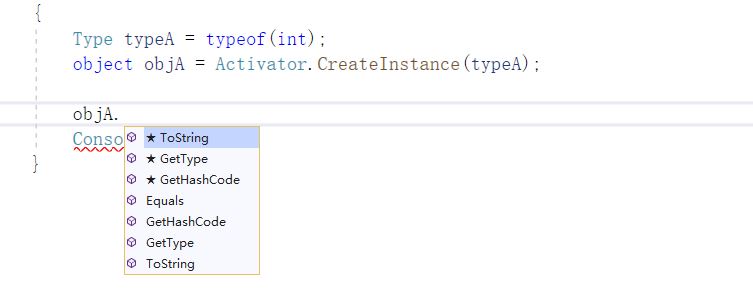 {
Type typeA = typeof(int);
object objA = Activator.CreateInstance(typeA);
objA.
Conso
★ ToString
★ GetType
★ GetHashCode
Equals
GetHashCode
GetType
ToString
}